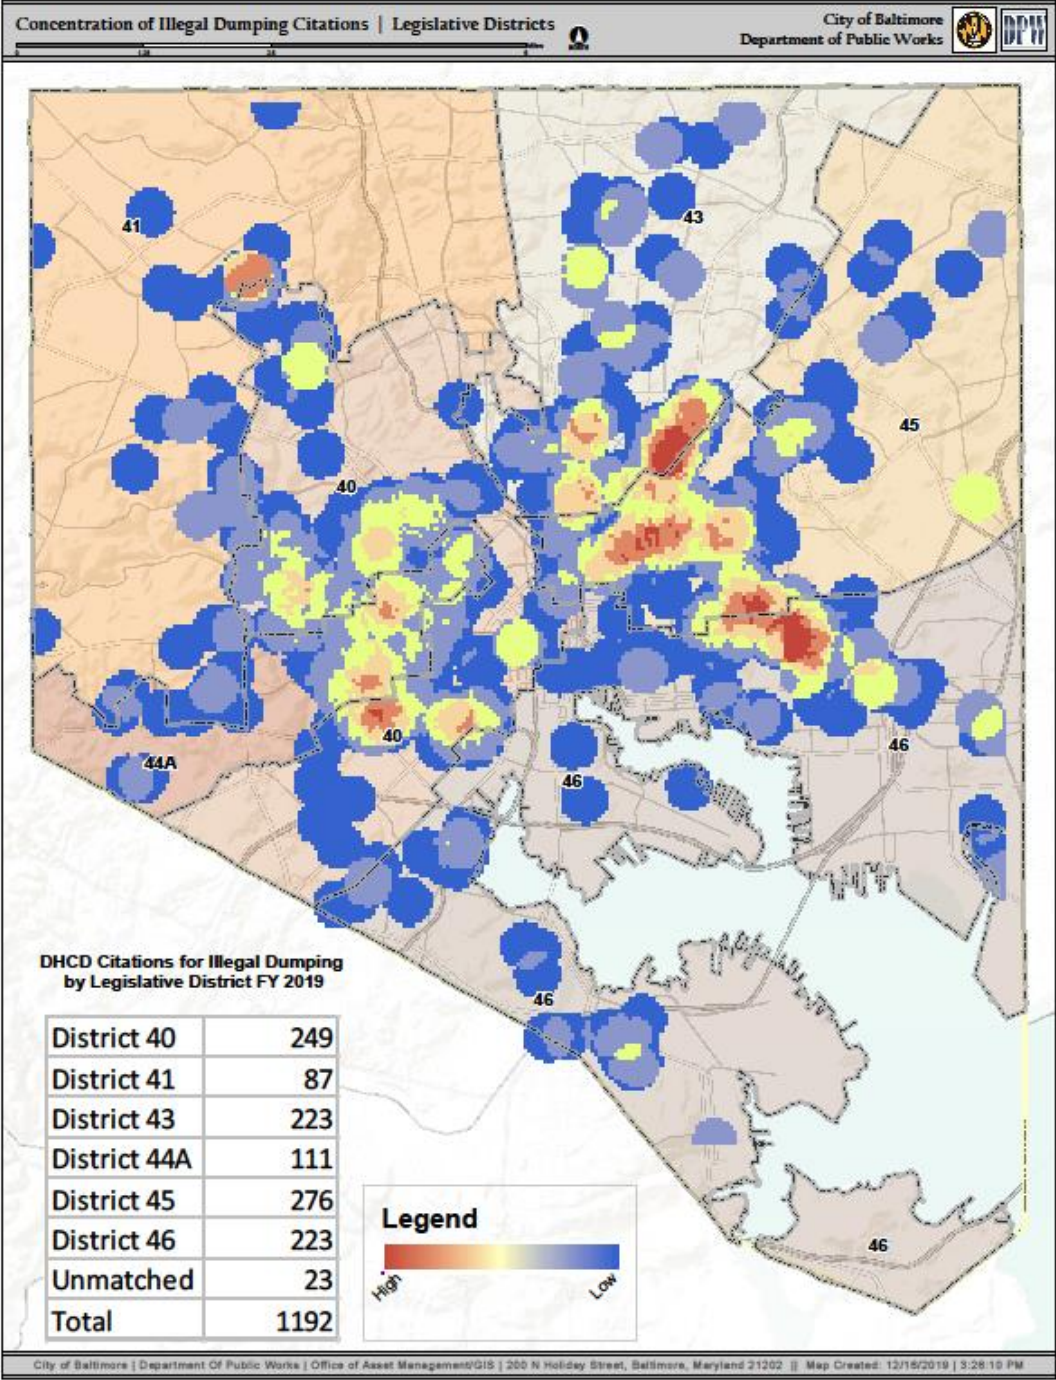 Concentration of Illegal Dumping Citations | Legislative Districts
City of Baltimore
Department of Public Works
DPW
43
41
45
40
46
40
44A
46
46
46
DHCD Citations for Illegal Dumping
by Legislative District FY 2019
District 40 249
District 41 87
District 43 223
District 44A 111
District 45 276
District 46 223
Unmatched 23
Total 1192
Legend
High
Low
City of Baltimore | Department Of Public Works | Office of Asset Management/GIS | 200 N Holiday Street, Baltimore, Maryland 21202 || Map Created: 12/16/2019 | 3:28:10 PM